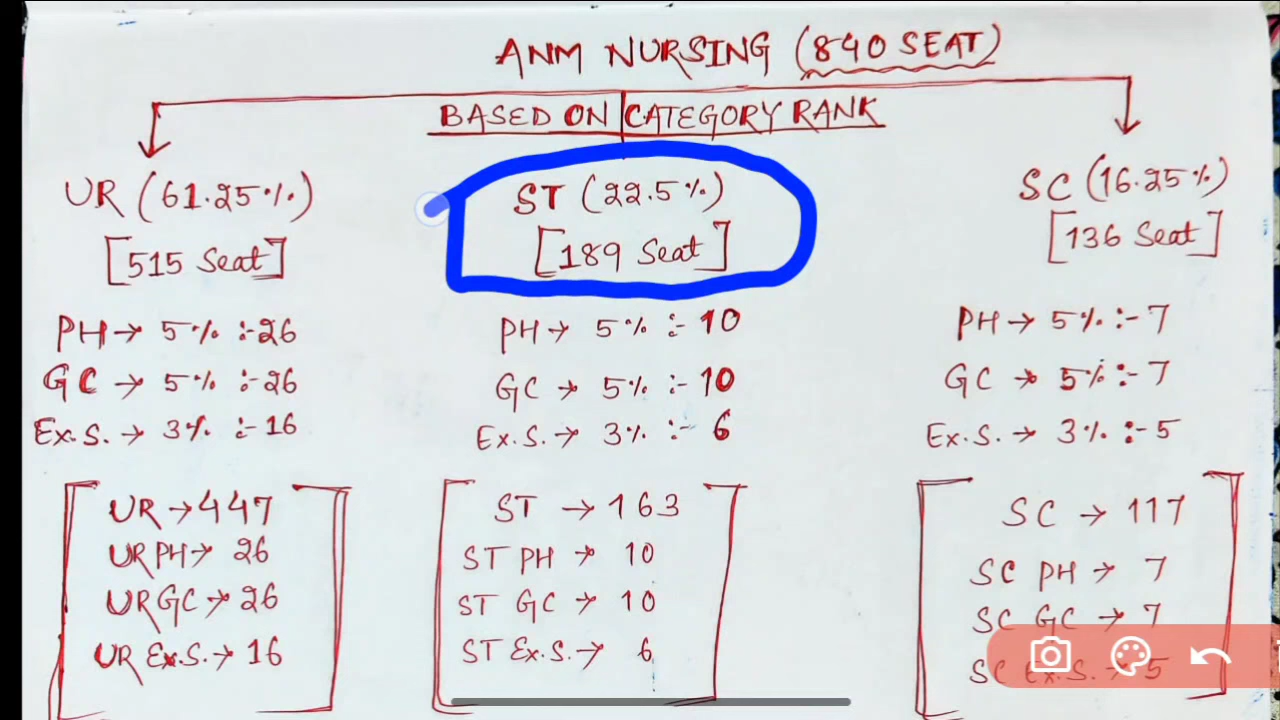 ANM NURSING (840 SEAT)
BASED ON CATEGORY RANK
UR (61.25%)
[515 Seat]
PH → 5% :- 26
GC → 5% :- 26
Ex.S. → 3% :- 16
UR → 447
UR PH → 26
UR GC → 26
UR Ex.S. → 16
ST (22.5%)
[189 Seat]
PH → 5% :- 10
GC → 5% :- 10
Ex.S. → 3% :- 6
ST → 163
ST PH → 10
ST GC → 10
ST Ex.S. → 6
SC (16.25%)
[136 Seat]
PH → 5% :- 7
GC → 5% :- 7
Ex.S. → 3% :- 5
SC → 117
SC PH → 7
SC GC → 7
SC Ex.S. → 5